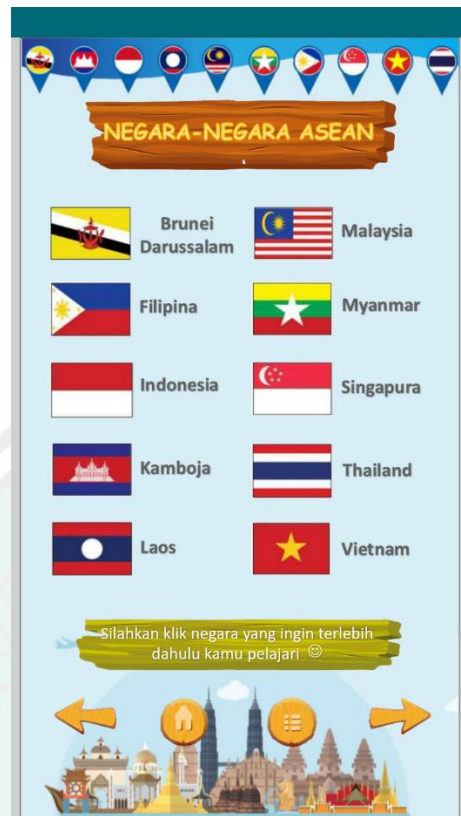 NEGARA-NEGARA ASEAN
Brunei
Darussalam
Malaysia
Filipina
Myanmar
Indonesia
Singapura
Kamboja
Thailand
Laos
Vietnam
Silahkan klik negara yang ingin terlebih
dahulu kamu pelajari ☺